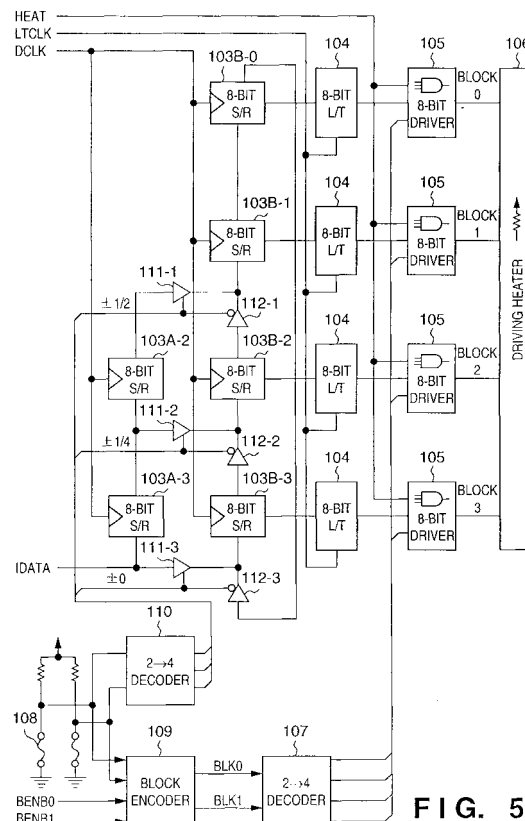 HEAT
LTCLK
DCLK
103B-0
104
105
106
8-BIT S/R
8-BIT L/T
8-BIT DRIVER
BLOCK 0
103B-1
104
105
8-BIT S/R
8-BIT L/T
8-BIT DRIVER
BLOCK 1
DRIVING HEATER
111-1
±1/2
112-1
103A-2
103B-2
104
105
8-BIT S/R
8-BIT S/R
8-BIT L/T
8-BIT DRIVER
BLOCK 2
111-2
±1/4
112-2
103A-3
103B-3
104
105
8-BIT S/R
8-BIT S/R
8-BIT L/T
8-BIT DRIVER
BLOCK 3
111-3
IDATA
±0
112-3
110
2→4 DECODER
108
109
107
BLOCK ENCODER
BLK0
BLK1
2→4 DECODER
BENB0
BENB1
FIG. 5